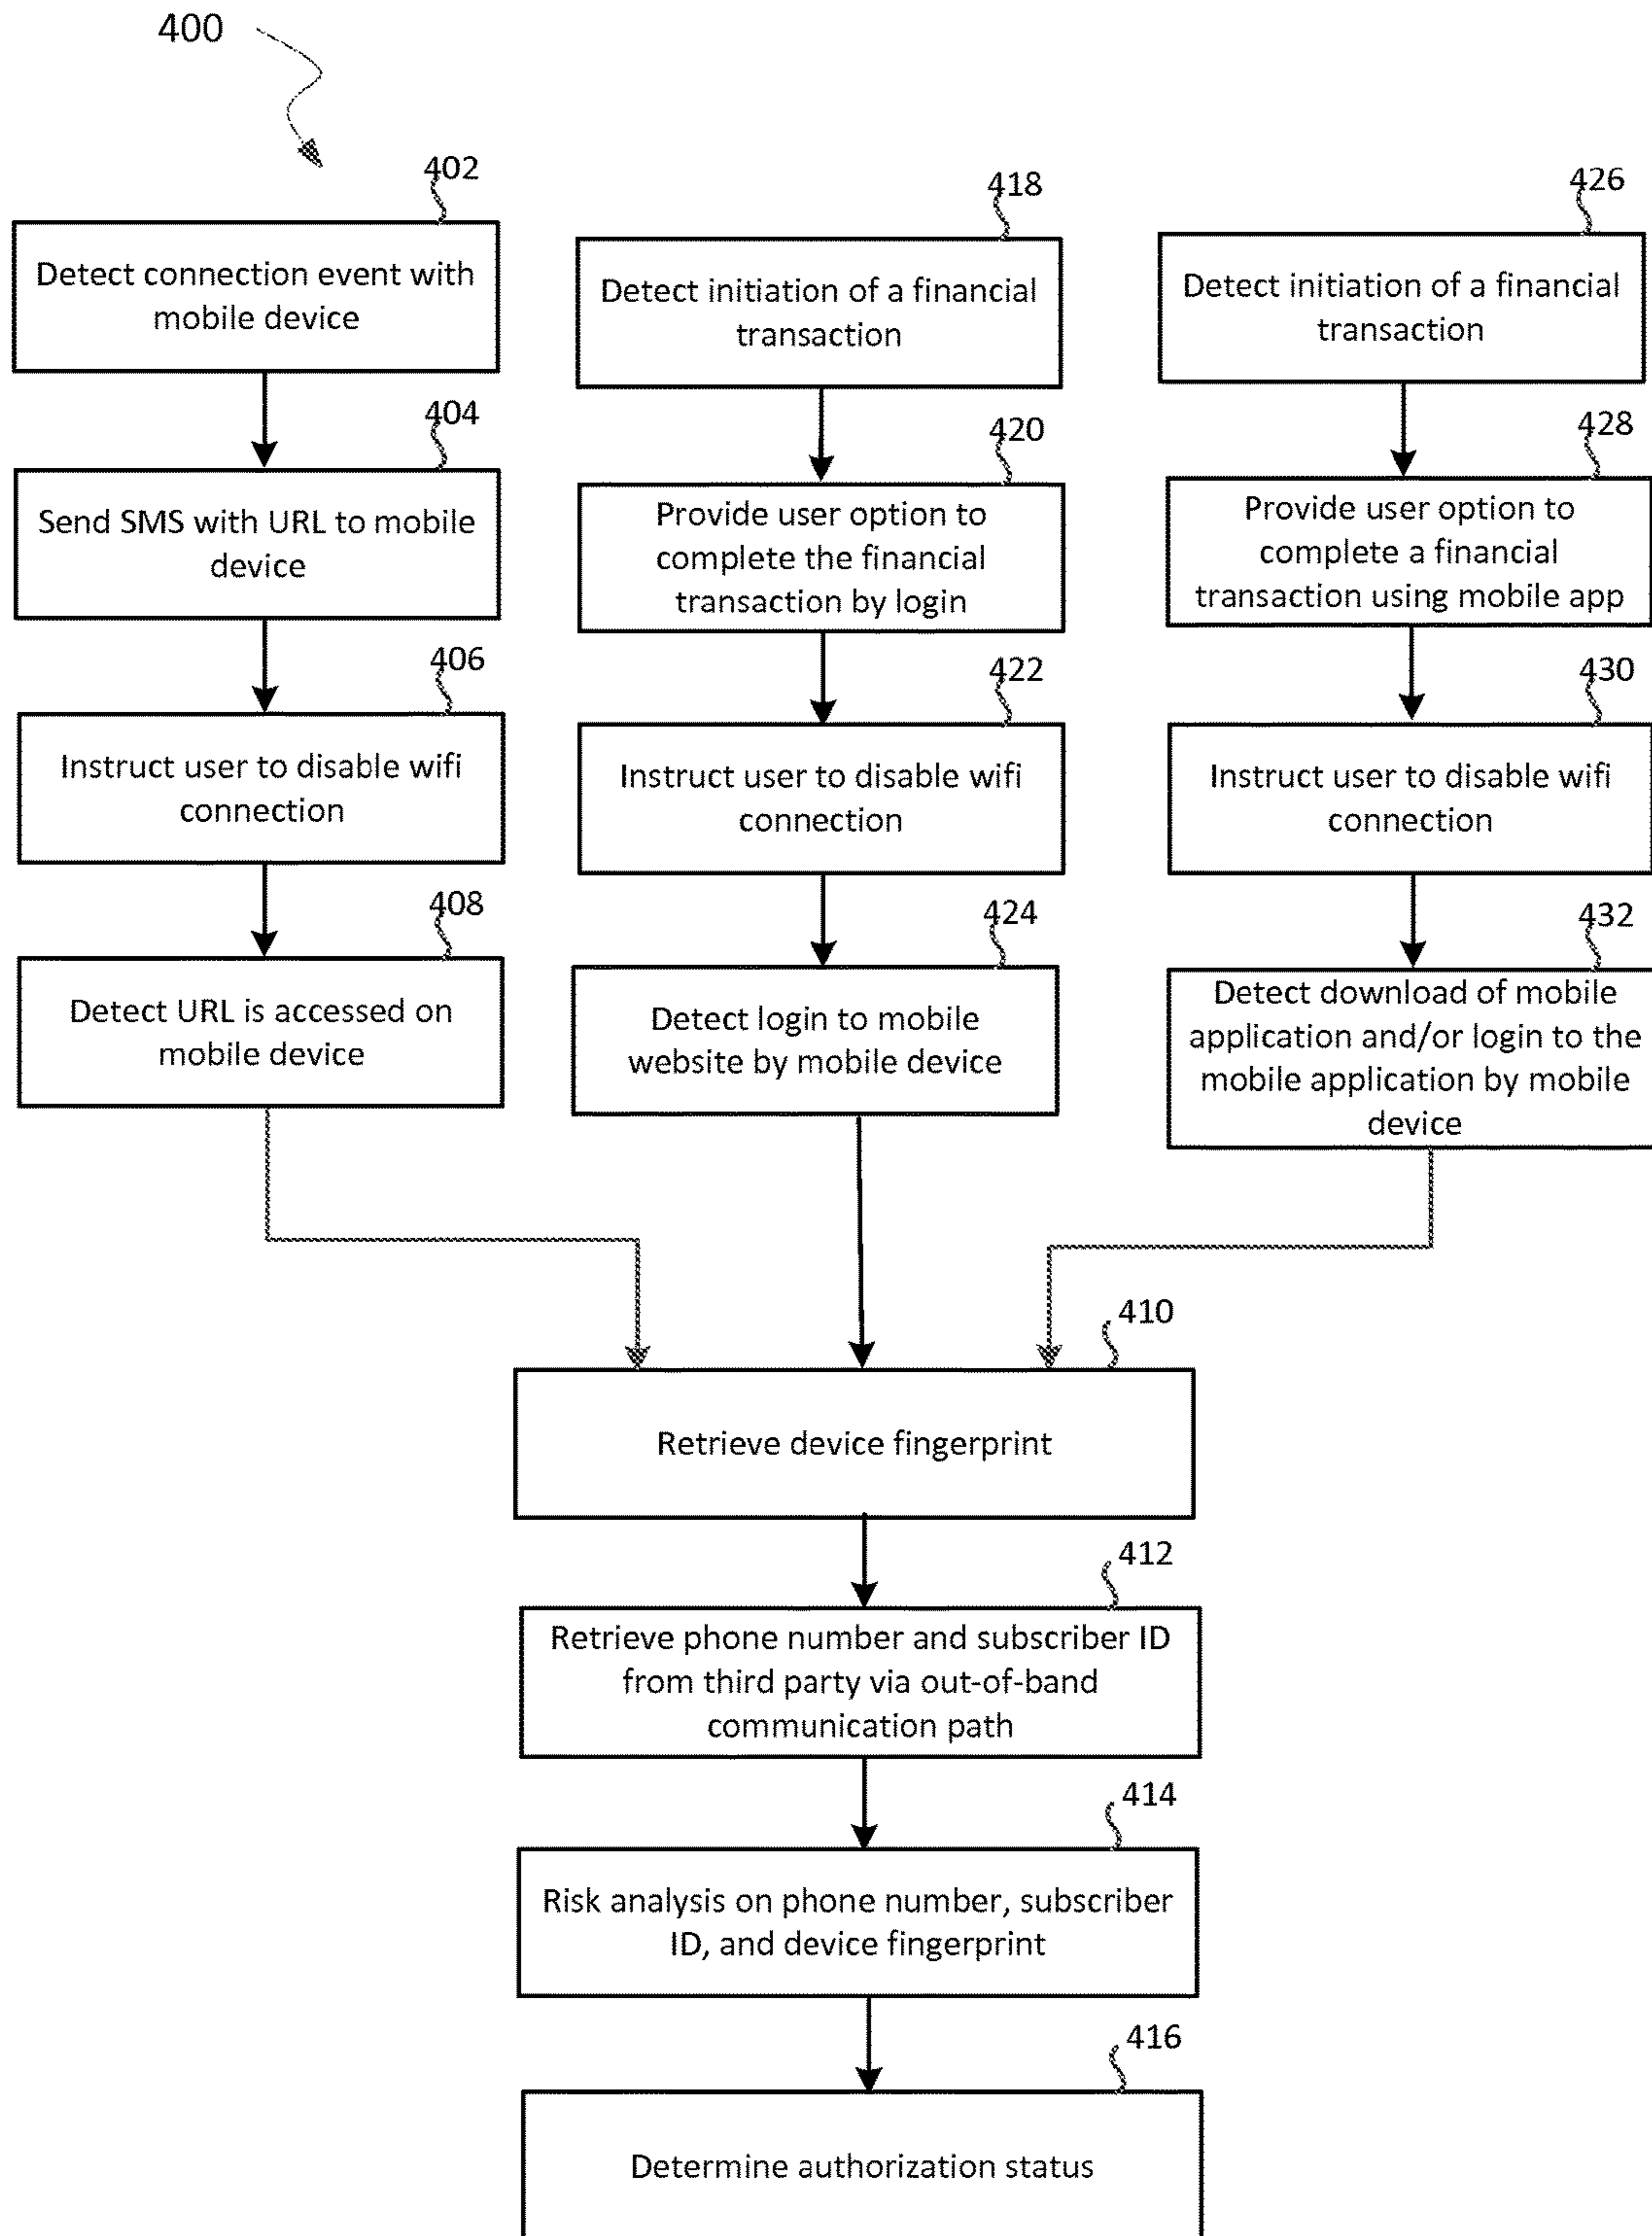 400
402
Detect connection event with
mobile device
404
Send SMS with URL to mobile
device
406
Instruct user to disable wifi
connection
408
Detect URL is accessed on
mobile device
418
Detect initiation of a financial
transaction
420
Provide user option to
complete the financial
transaction by login
422
Instruct user to disable wifi
connection
424
Detect login to mobile
website by mobile device
426
Detect initiation of a financial
transaction
428
Provide user option to
complete a financial
transaction using mobile app
430
Instruct user to disable wifi
connection
432
Detect download of mobile
application and/or login to the
mobile application by mobile
device
410
Retrieve device fingerprint
412
Retrieve phone number and subscriber ID
from third party via out-of-band
communication path
414
Risk analysis on phone number, subscriber
ID, and device fingerprint
416
Determine authorization status